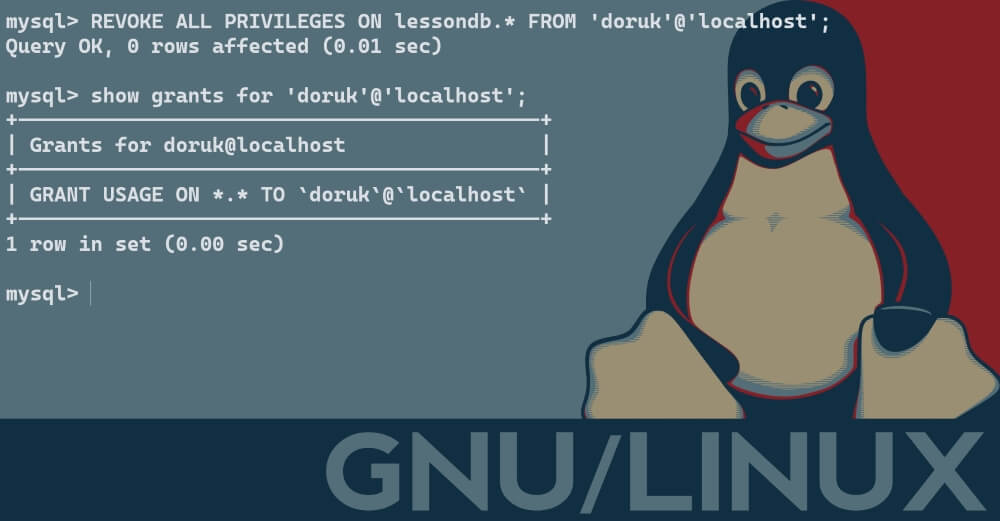 mysql> REVOKE ALL PRIVILEGES ON lessondb.* FROM 'doruk'@'localhost';
Query OK, 0 rows affected (0.01 sec)
mysql> show grants for 'doruk'@'localhost';
+----------------------------------------+
| Grants for doruk@localhost |
+----------------------------------------+
| GRANT USAGE ON *.* TO `doruk`@`localhost` |
+----------------------------------------+
1 row in set (0.00 sec)
mysql>
GNU/LINUX